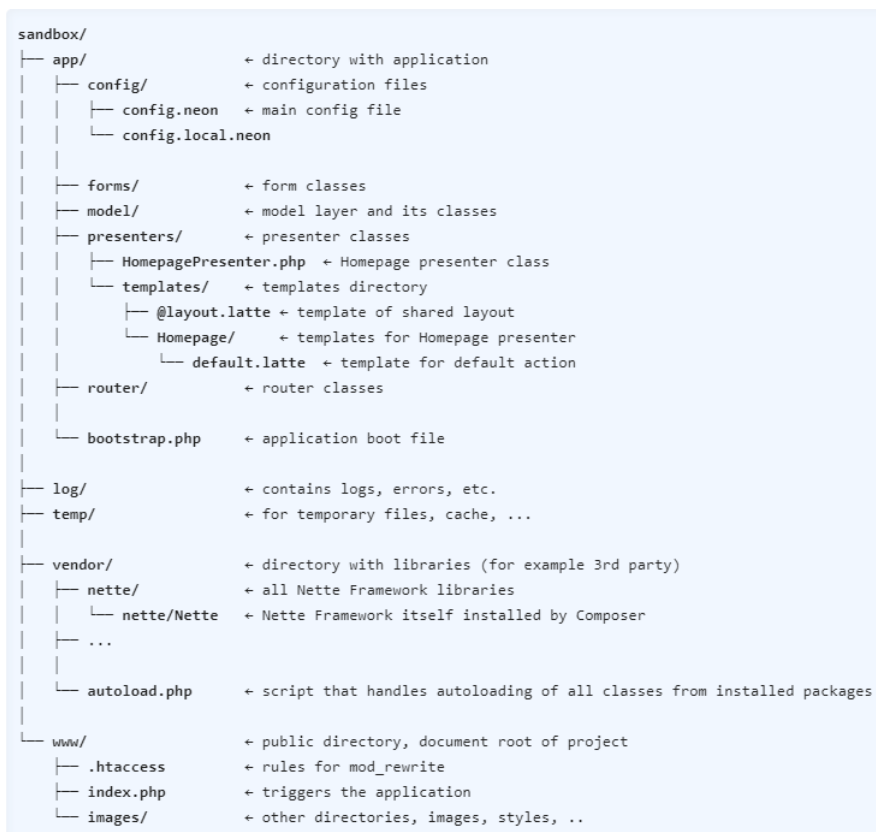 sandbox/
├── app/                  ← directory with application
│   ├── config/           ← configuration files
│   │   ├── config.neon   ← main config file
│   │   └── config.local.neon
│   │
│   ├── forms/            ← form classes
│   ├── model/            ← model layer and its classes
│   ├── presenters/       ← presenter classes
│   │   ├── HomepagePresenter.php  ← Homepage presenter class
│   │   └── templates/    ← templates directory
│   │       ├── @layout.latte ← template of shared layout
│   │       └── Homepage/     ← templates for Homepage presenter
│   │           └── default.latte  ← template for default action
│   ├── router/           ← router classes
│   │
│   └── bootstrap.php     ← application boot file
│
├── log/                  ← contains logs, errors, etc.
├── temp/                 ← for temporary files, cache, ...
│
├── vendor/               ← directory with libraries (for example 3rd party)
│   ├── nette/            ← all Nette Framework libraries
│   │   └── nette/Nette   ← Nette Framework itself installed by Composer
│   ├── ...
│   │
│   └── autoload.php      ← script that handles autoloading of all classes from installed packages
│
└── www/                  ← public directory, document root of project
    ├── .htaccess         ← rules for mod_rewrite
    ├── index.php         ← triggers the application
    └── images/           ← other directories, images, styles, ..